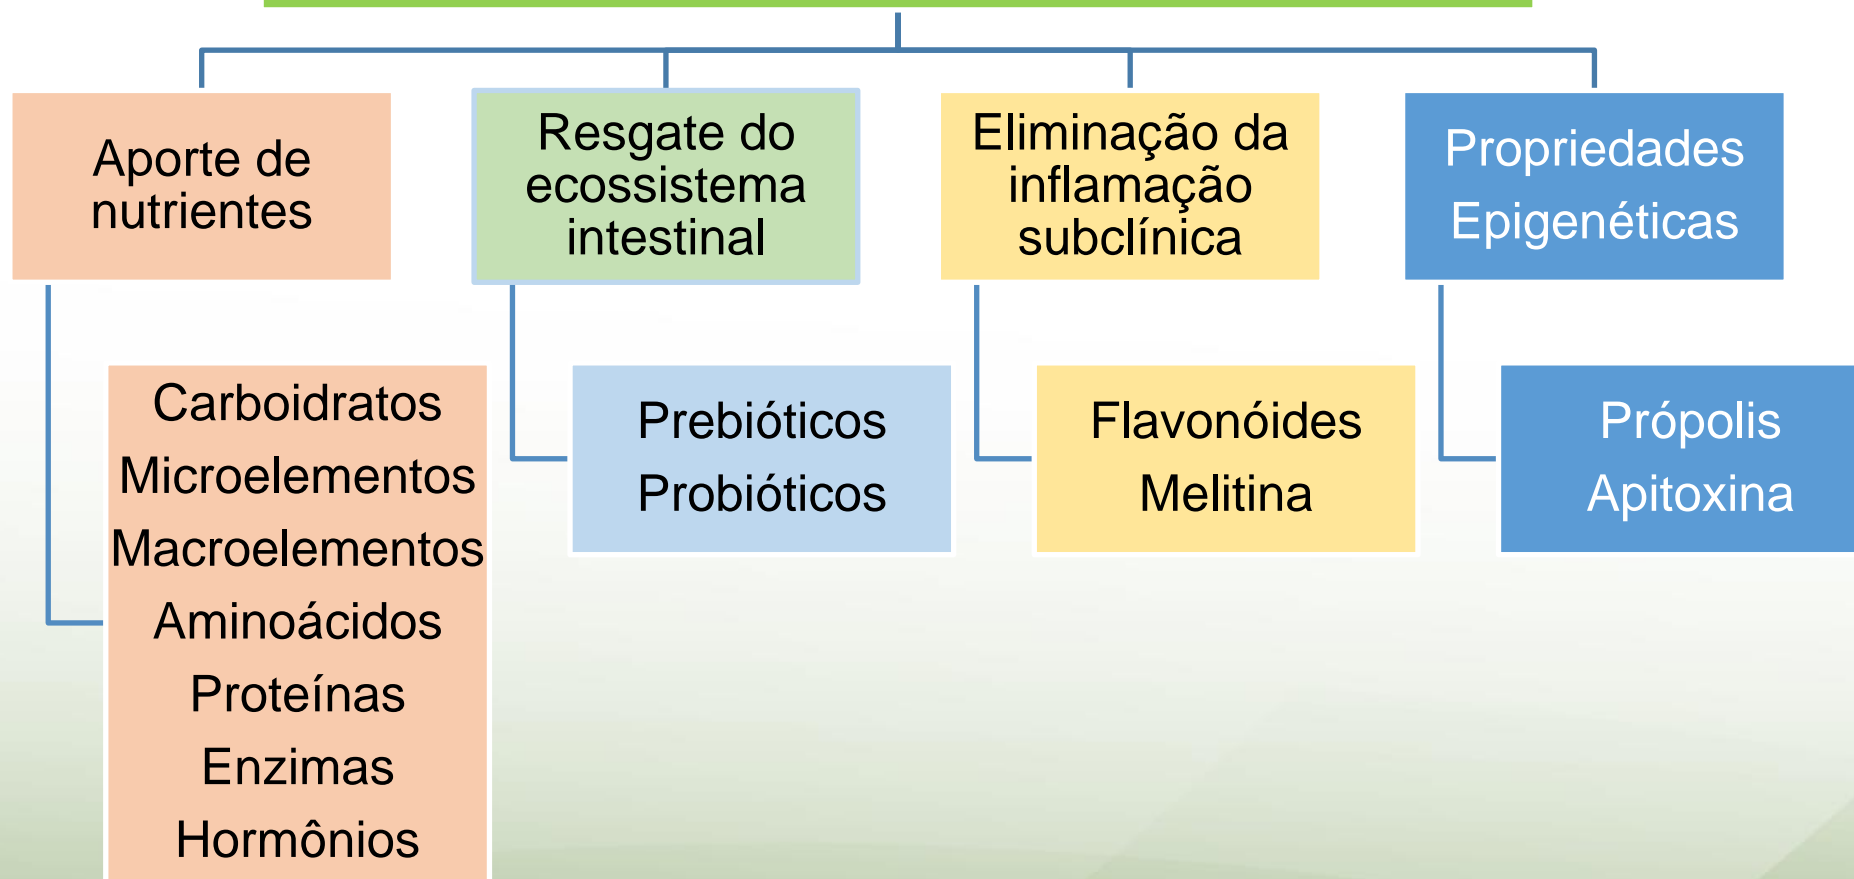 Aporte de
nutrientes
Resgate do
ecossistema
intestinal
Eliminação da
inflamação
subclínica
Propriedades
Epigenéticas
Carboidratos
Microelementos
Macroelementos
Aminoácidos
Proteínas
Enzimas
Hormônios
Prebióticos
Probióticos
Flavonóides
Melitina
Própolis
Apitoxina